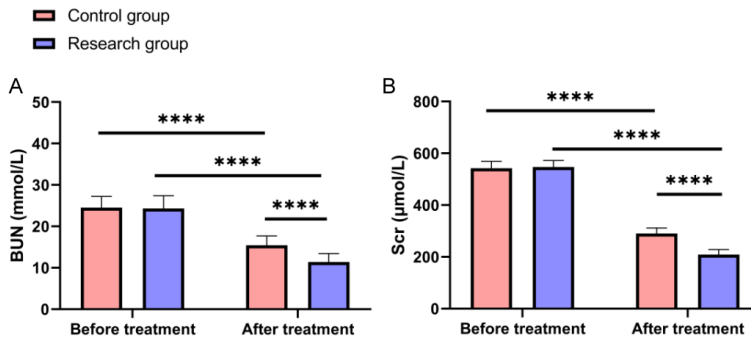 Control group
Research group
A
BUN (mmol/L)
50
40
30
20
10
0
****
****
****
Before treatment
After treatment
B
Scr (μmol/L)
800
600
400
200
0
****
****
****
Before treatment
After treatment